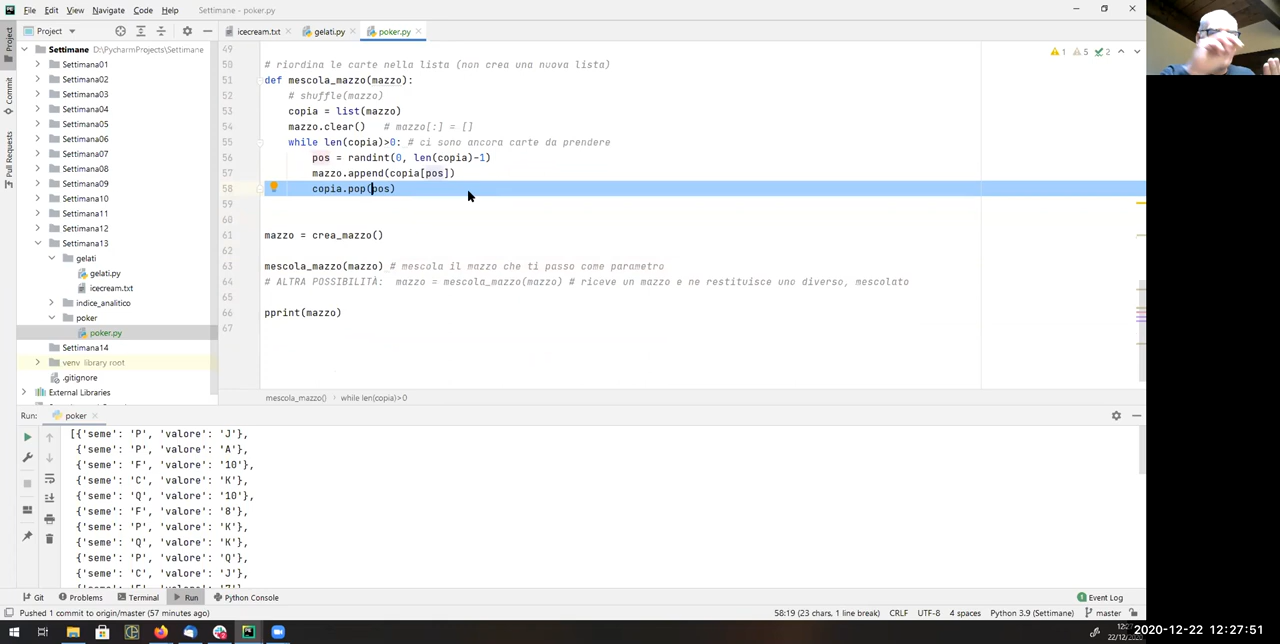 File Edit View Navigate Code Help Settimane - poker.py
Project icecream.txt gelati.py poker.py
Project
Commit
Pull Requests
Settimane D:\PycharmProjects\Settimane
Settimana01
Settimana02
Settimana03
Settimana04
Settimana05
Settimana06
Settimana07
Settimana08
Settimana09
Settimana10
Settimana11
Settimana12
Settimana13
gelati
gelati.py
icecream.txt
indice_analitico
poker
poker.py
Settimana14
venv library root
.gitignore
External Libraries
1 5 2
49
50 # riordina le carte nella lista (non crea una nuova lista)
51 def mescola_mazzo(mazzo):
52 # shuffle(mazzo)
53 copia = list(mazzo)
54 mazzo.clear() # mazzo[:] = []
55 while len(copia)>0: # ci sono ancora carte da prendere
56 pos = randint(0, len(copia)-1)
57 mazzo.append(copia[pos])
58 copia.pop(pos)
59
60
61 mazzo = crea_mazzo()
62
63 mescola_mazzo(mazzo) # mescola il mazzo che ti passo come parametro
64 # ALTRA POSSIBILITÀ: mazzo = mescola_mazzo(mazzo) # riceve un mazzo e ne restituisce uno diverso, mescolato
65
66 pprint(mazzo)
67
mescola_mazzo() while len(copia)>0
Run: poker
[{'seme': 'P', 'valore': 'J'},
{'seme': 'P', 'valore': 'A'},
{'seme': 'F', 'valore': '10'},
{'seme': 'C', 'valore': 'K'},
{'seme': 'Q', 'valore': '10'},
{'seme': 'F', 'valore': '8'},
{'seme': 'P', 'valore': 'K'},
{'seme': 'Q', 'valore': 'K'},
{'seme': 'P', 'valore': 'Q'},
{'seme': 'C', 'valore': 'J'},
Git Problems Terminal Run Python Console 1 Event Log
Pushed 1 commit to origin/master (57 minutes ago) 58:19 (23 chars, 1 line break) CRLF UTF-8 4 spaces Python 3.9 (Settimane) master
2020-12-22 12:27:51